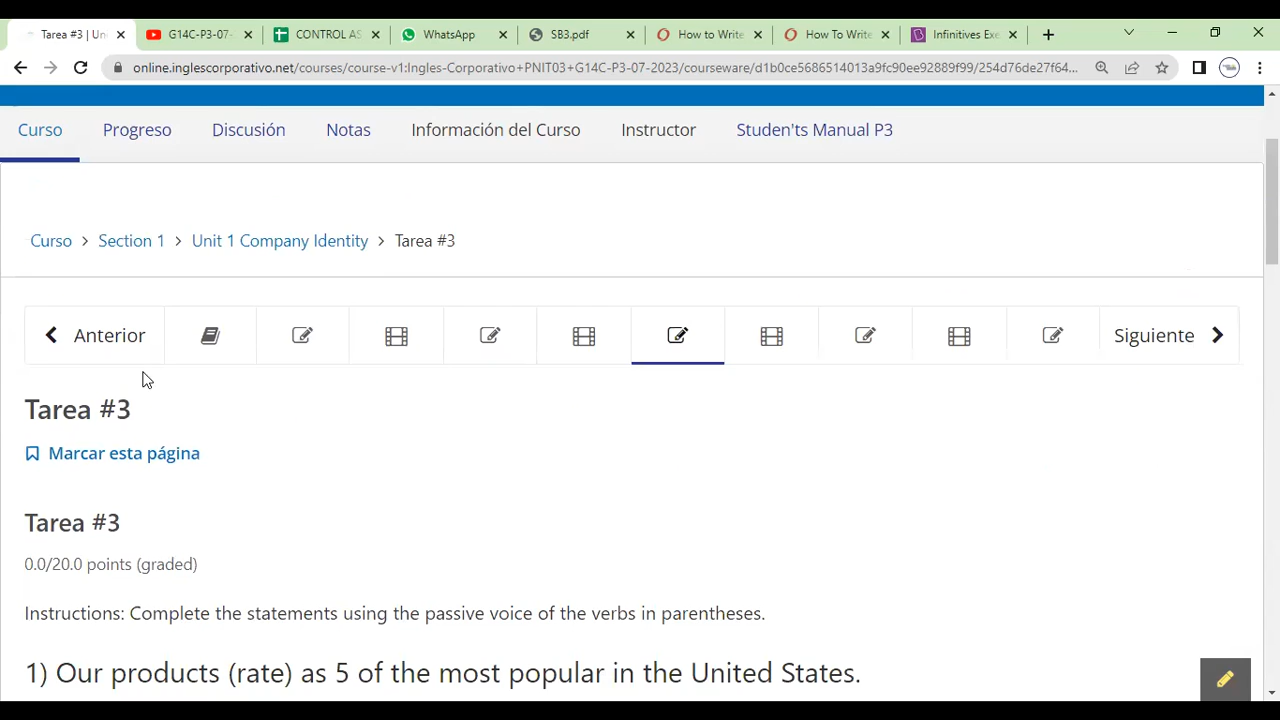 Tarea #3 | Un
G14C-P3-07-
CONTROL AS
WhatsApp
SB3.pdf
How to Write
How To Write
Infinitives Exe
online.inglescorporativo.net/courses/course-v1:Ingles-Corporativo+PNIT03+G14C-P3-07-2023/courseware/d1b0ce5686514013a9fc90ee92889f99/254d76de27f64...
Curso
Progreso
Discusión
Notas
Información del Curso
Instructor
Studen'ts Manual P3
Curso > Section 1 > Unit 1 Company Identity > Tarea #3
Anterior
Siguiente
Tarea #3
Marcar esta página
Tarea #3
0.0/20.0 points (graded)
Instructions: Complete the statements using the passive voice of the verbs in parentheses.
1) Our products (rate) as 5 of the most popular in the United States.